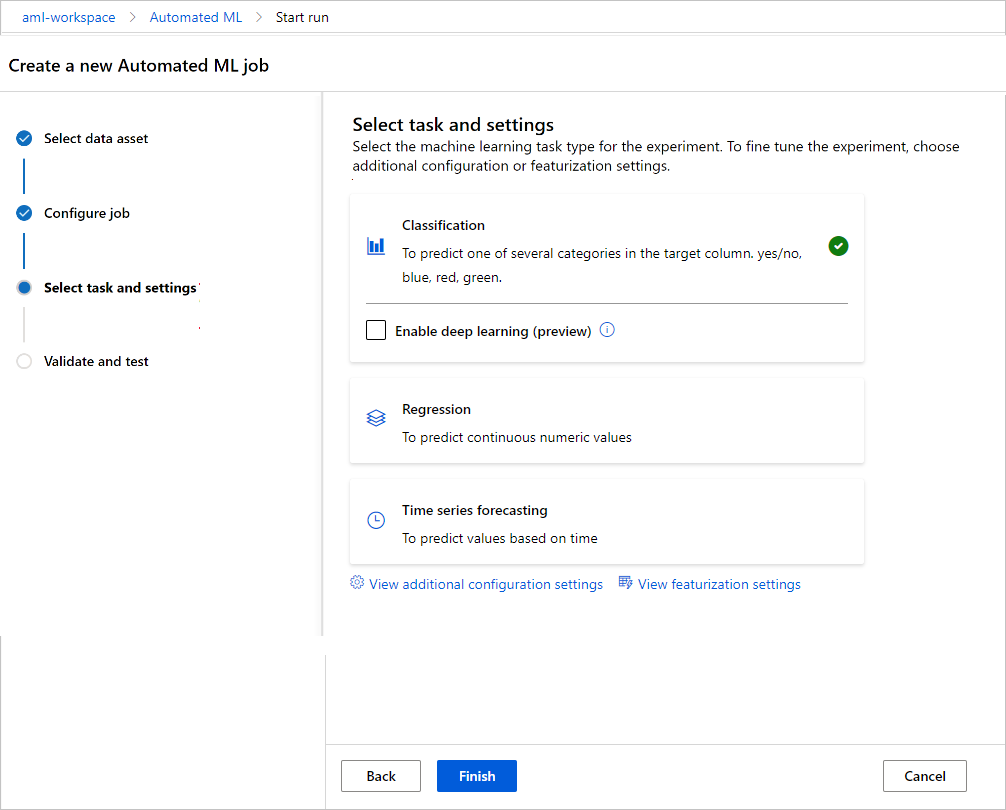 aml-workspace > Automated ML > Start run
Create a new Automated ML job
Select data asset
Configure job
Select task and settings
Validate and test
Select task and settings
Select the machine learning task type for the experiment. To fine tune the experiment, choose
additional configuration or featurization settings.
Classification
To predict one of several categories in the target column. yes/no,
blue, red, green.
Enable deep learning (preview)
Regression
To predict continuous numeric values
Time series forecasting
To predict values based on time
View additional configuration settings View featurization settings
Back Finish Cancel